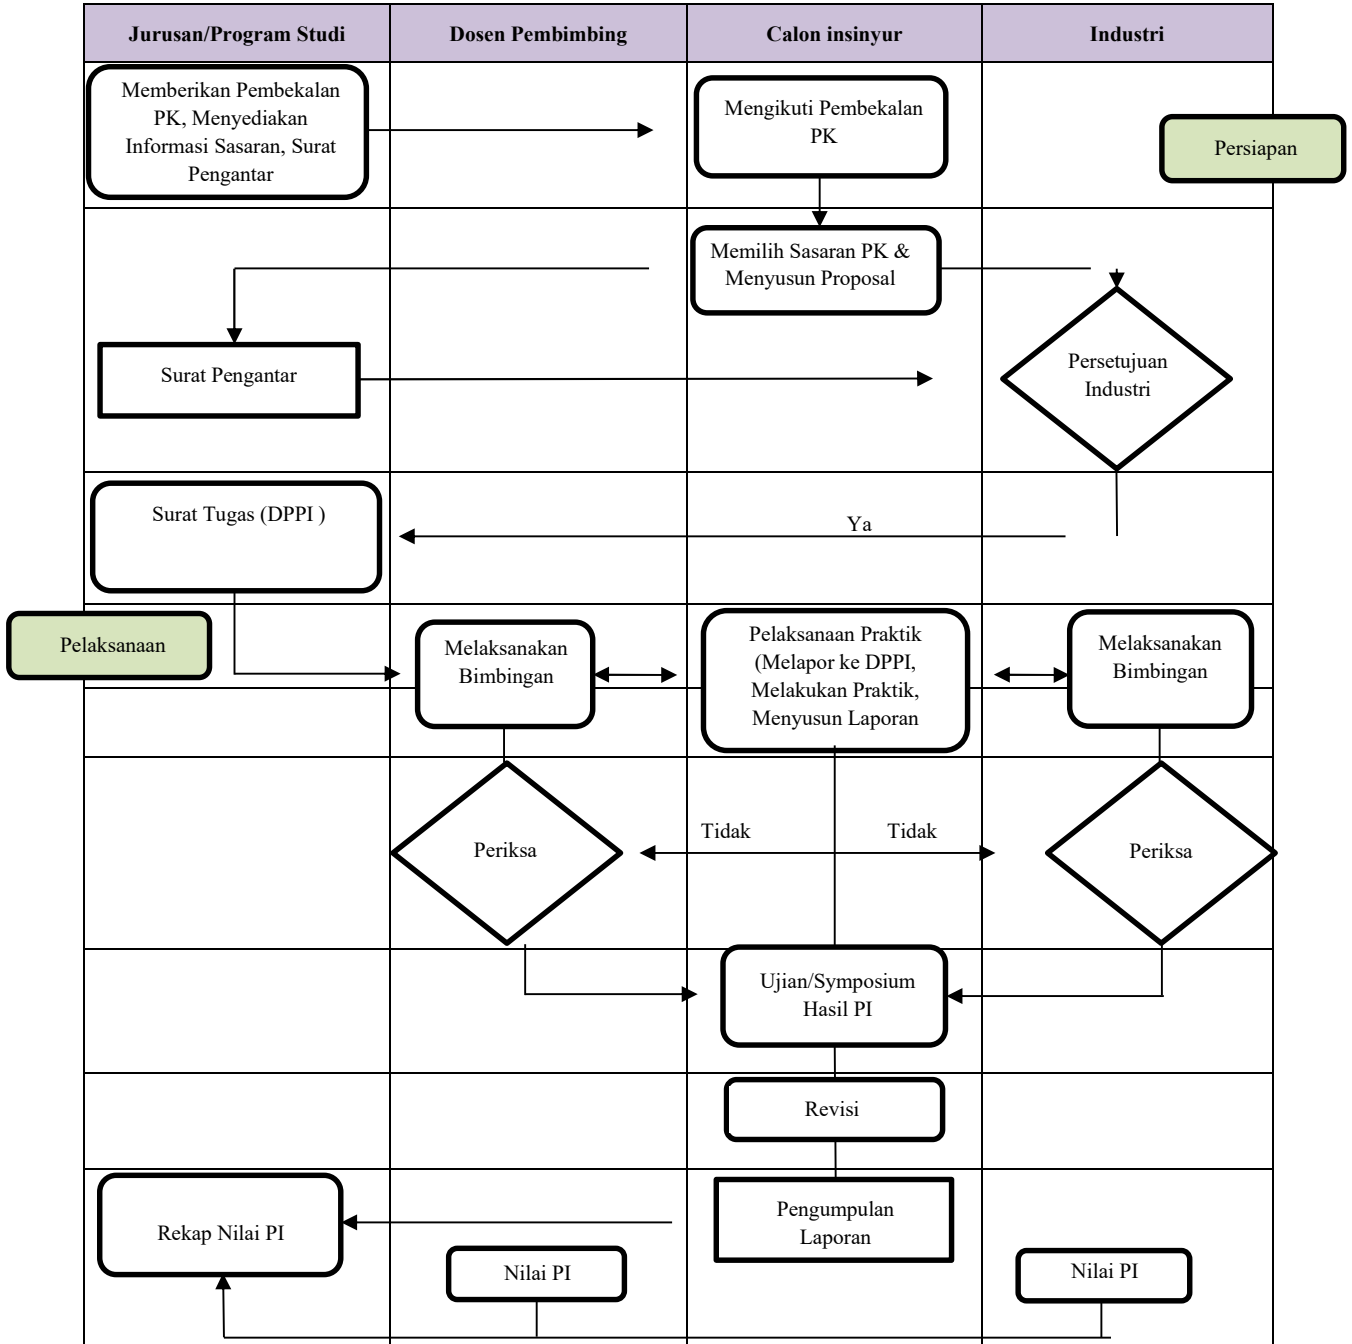 Jurusan/Program Studi
Dosen Pembimbing
Calon insinyur
Industri
Memberikan Pembekalan
PK, Menyediakan
Informasi Sasaran, Surat
Pengantar
Mengikuti Pembekalan
PK
Persiapan
Memilih Sasaran PK &
Menyusun Proposal
Surat Pengantar
Persetujuan
Industri
Surat Tugas (DPPI )
Ya
Pelaksanaan
Melaksanakan
Bimbingan
Pelaksanaan Praktik
(Melapor ke DPPI,
Melakukan Praktik,
Menyusun Laporan
Melaksanakan
Bimbingan
Periksa
Tidak
Tidak
Periksa
Ujian/Symposium
Hasil PI
Revisi
Rekap Nilai PI
Pengumpulan
Laporan
Nilai PI
Nilai PI